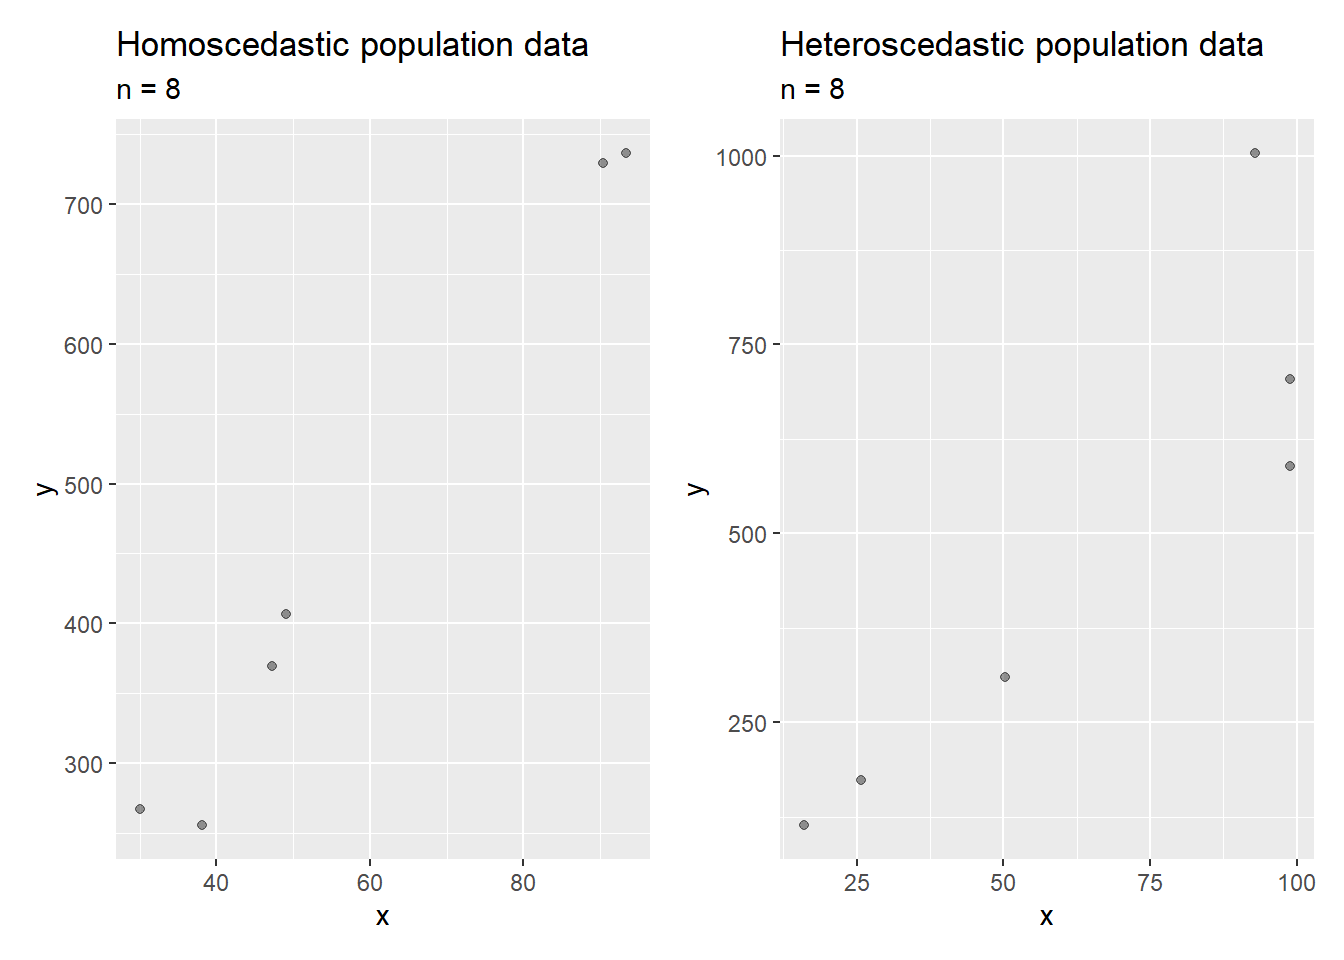 Homoscedastic population data
n = 8
700
600
500
400
300
y
40
60
80
x
Heteroscedastic population data
n = 8
1000
750
500
250
y
25
50
75
100
x